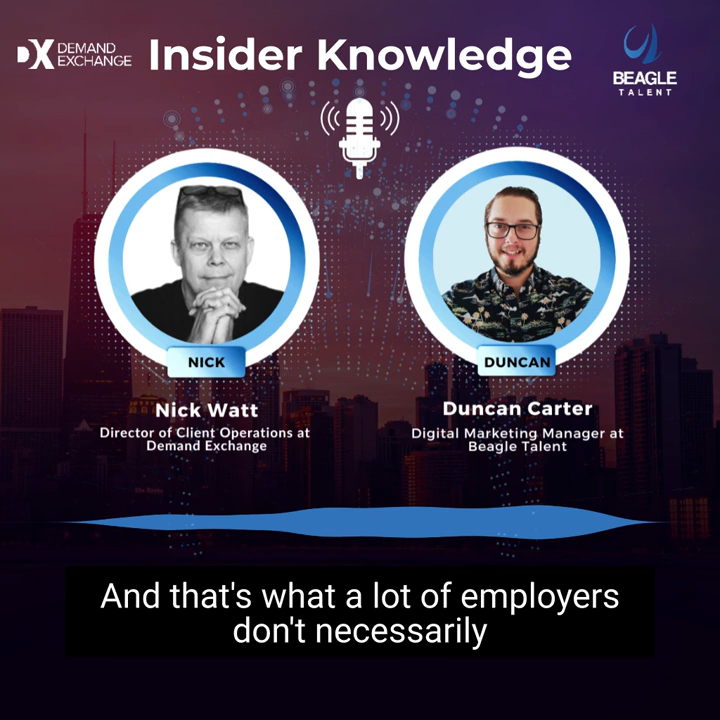 DX DEMAND
EXCHANGE
Insider Knowledge
BEAGLE
TALENT
NICK
DUNCAN
Nick Watt
Director of Client Operations at
Demand Exchange
Duncan Carter
Digital Marketing Manager at
Beagle Talent
And that's what a lot of employers
don't necessarily